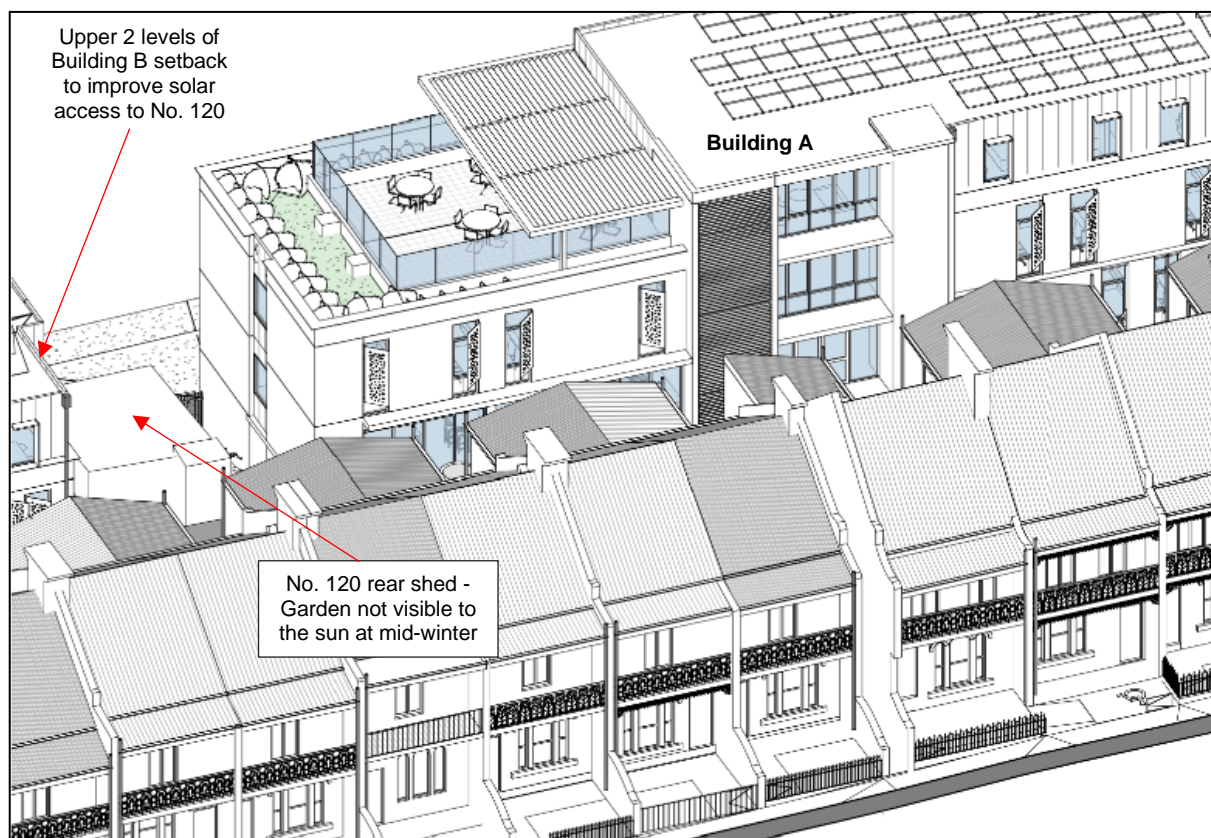 Upper 2 levels of
Building B setback
to improve solar
access to No. 120
Building A
No. 120 rear shed -
Garden not visible to
the sun at mid-winter